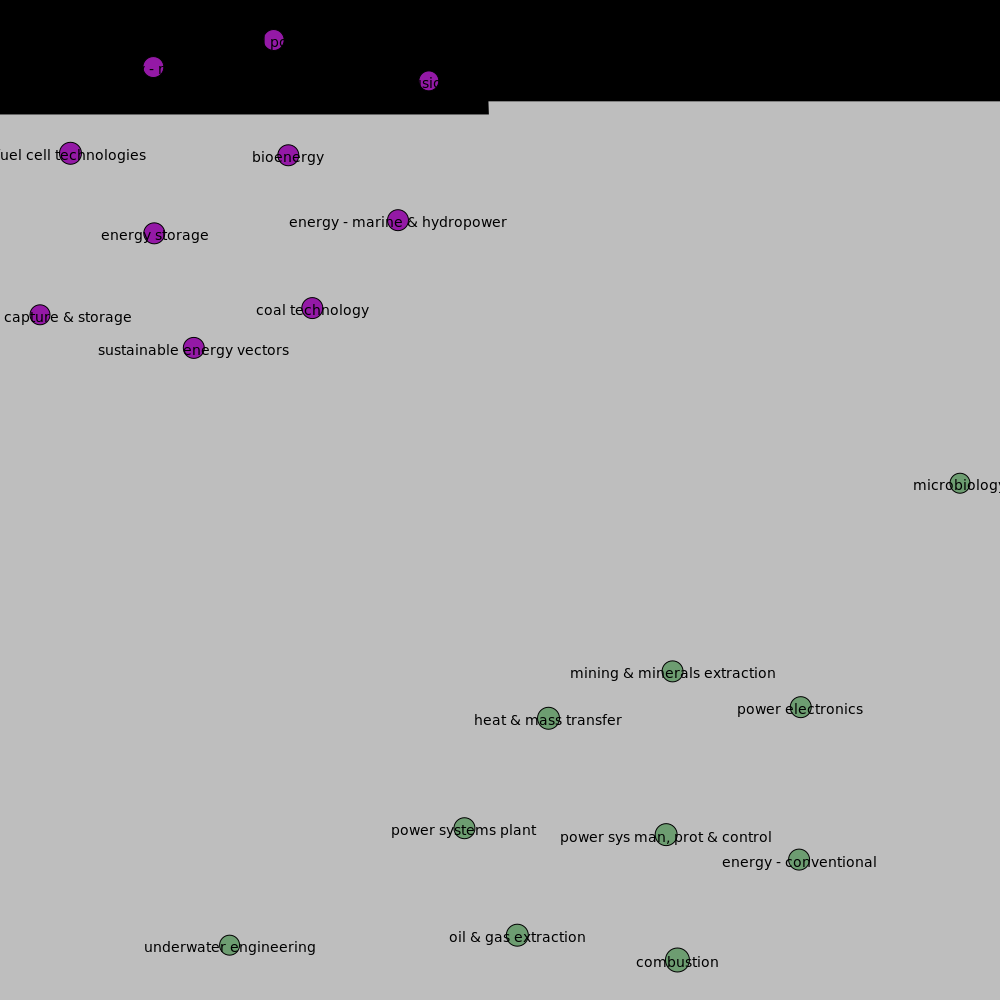 uel cell technologies
bioenergy
energy - marine & hydropower
energy storage
capture & storage
coal technology
sustainable energy vectors
microbiology
mining & minerals extraction
power electronics
heat & mass transfer
power systems plant
power sys man, prot & control
energy - conventional
underwater engineering
oil & gas extraction
combustion